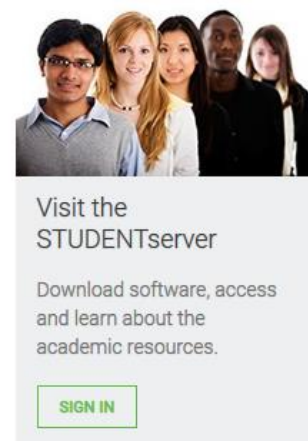 Visit the
STUDENTserver
Download software, access
and learn about the
academic resources.
SIGN IN